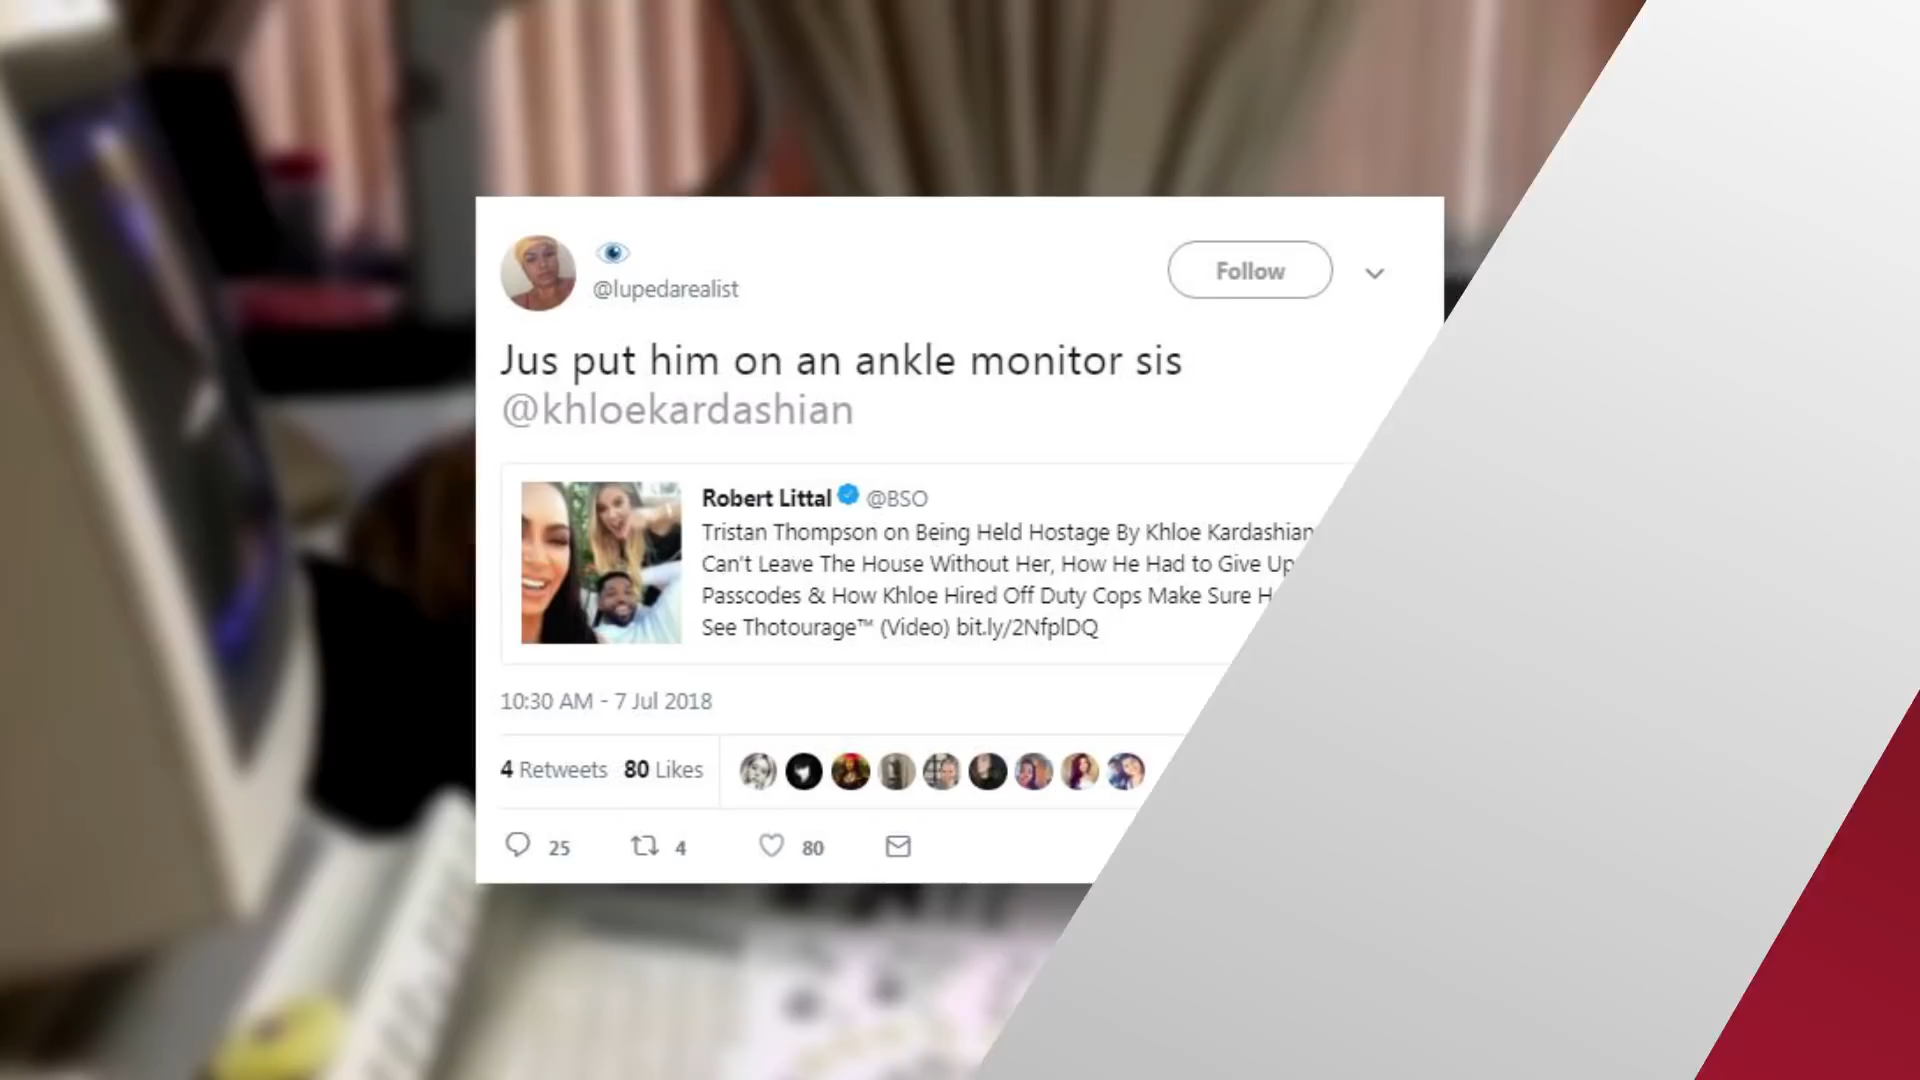 @lupedarealist
Follow
Jus put him on an ankle monitor sis
@khloekardashian
Robert Littal @BSO
Tristan Thompson on Being Held Hostage By Khloe Kardashian
Can't Leave The House Without Her, How He Had to Give Up
Passcodes & How Khloe Hired Off Duty Cops Make Sure
See Thotourage™ (Video) bit.ly/2NfplDQ
10:30 AM - 7 Jul 2018
4 Retweets 80 Likes
25 4 80